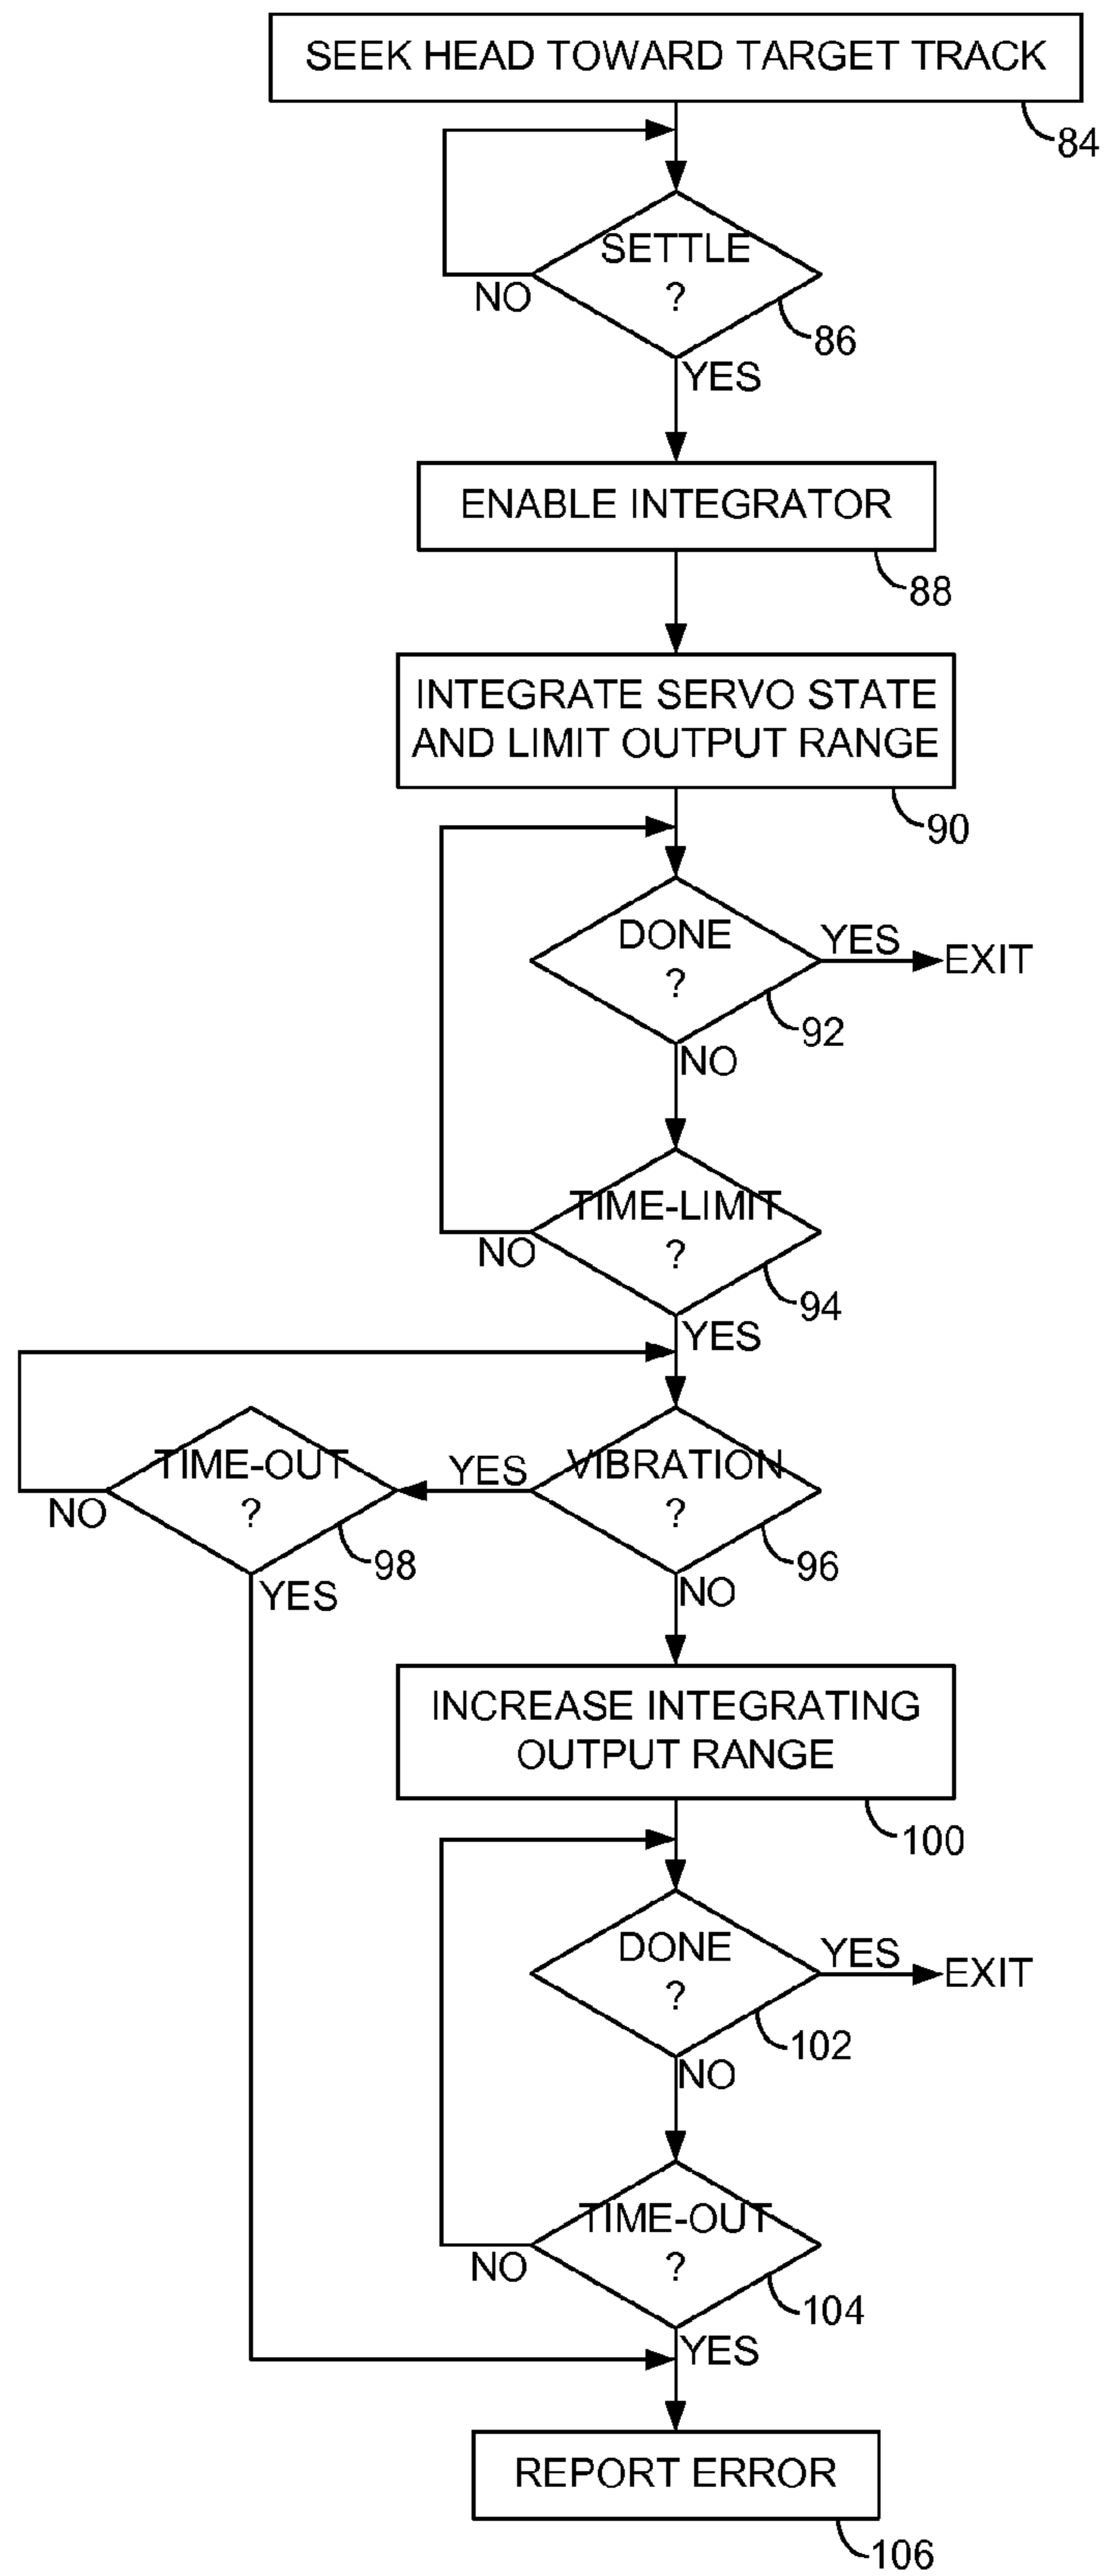 SEEK HEAD TOWARD TARGET TRACK
84
SETTLE
?
NO
86
YES
ENABLE INTEGRATOR
88
INTEGRATE SERVO STATE
AND LIMIT OUTPUT RANGE
90
DONE
?
YES
EXIT
92
NO
TIME-LIMIT
?
NO
94
YES
VIBRATION
?
YES
TIME-OUT
?
NO
98
YES
96
NO
INCREASE INTEGRATING
OUTPUT RANGE
100
DONE
?
YES
EXIT
102
NO
TIME-OUT
?
NO
104
YES
REPORT ERROR
106